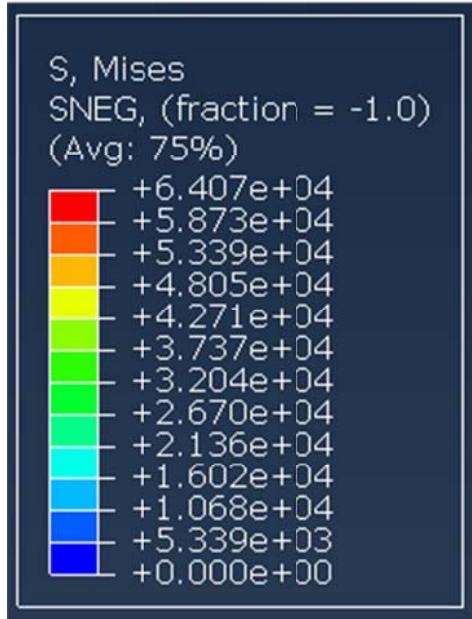 S, Mises
SNEG, (fraction = -1.0)
(Avg: 75%)
+6.407e+04
+5.873e+04
+5.339e+04
+4.805e+04
+4.271e+04
+3.737e+04
+3.204e+04
+2.670e+04
+2.136e+04
+1.602e+04
+1.068e+04
+5.339e+03
+0.000e+00